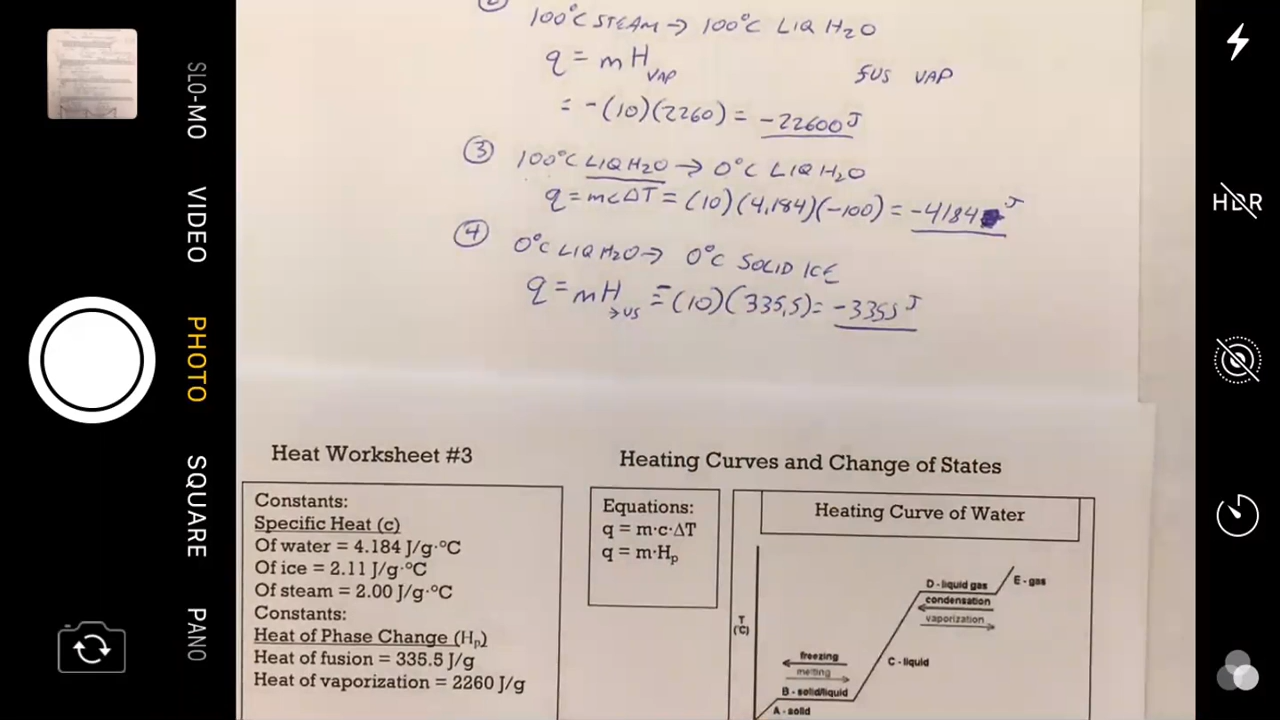 100°C STEAM → 100°C LIQ H2O
q = mH VAP
fUS VAP
= -(10)(2260) = -22600 J
③ 100°C LIQ H2O → 0°C LIQ H2O
q = mcΔT = (10)(4.184)(-100) = -4184 J
④ 0°C LIQ H2O → 0°C SOLID ICE
q = mH fUS = -(10)(335.5) = -3355 J
Heat Worksheet #3
Heating Curves and Change of States
Constants:
Specific Heat (c)
Of water = 4.184 J/g·°C
Of ice = 2.11 J/g·°C
Of steam = 2.00 J/g·°C
Constants:
Heat of Phase Change (Hp)
Heat of fusion = 335.5 J/g
Heat of vaporization = 2260 J/g
Equations:
q = m·c·ΔT
q = m·Hp
Heating Curve of Water
T
(°C)
E - gas
D - liquid gas
condensation
vaporization
C - liquid
freezing
melting
B - solid/liquid
A - solid
SLO-MO
VIDEO
PHOTO
SQUARE
PANO
HDR